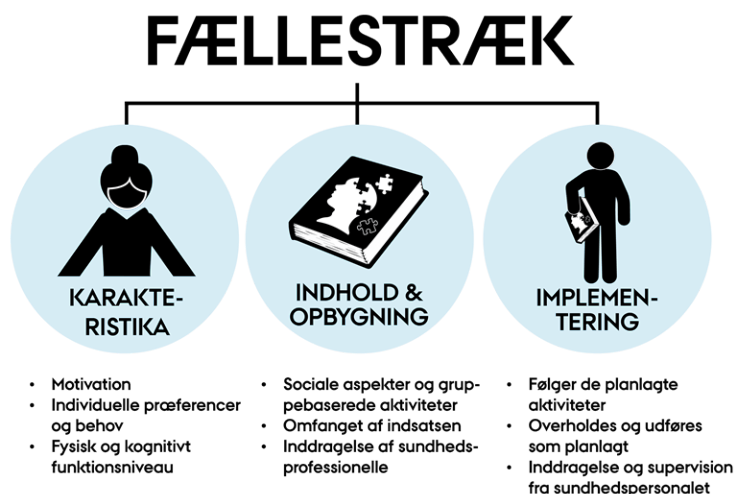 FÆLLESTRÆK
KARAKTE-
RISTIKA
• Motivation
• Individuelle præferencer
og behov
• Fysisk og kognitivt
funktionsniveau
INDHOLD &
OPBYGNING
• Sociale aspekter og grup-
pebaserede aktiviteter
• Omfanget af indsatsen
• Inddragelse af sundheds-
professionelle
IMPLEMEN-
TERING
• Følger de planlagte
aktiviteter
• Overholdes og udføres
som planlagt
• Inddragelse og supervision
fra sundhedspersonalet